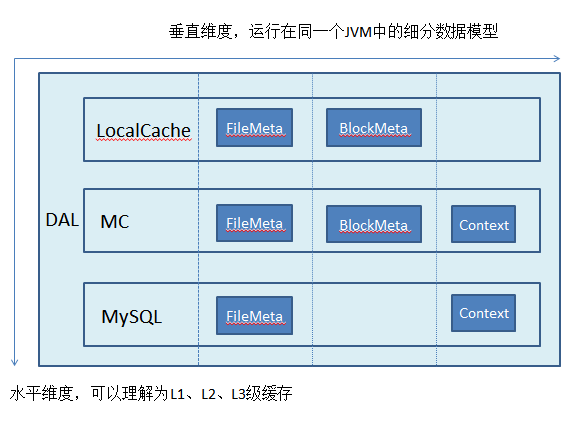 垂直维度，运行在同一个JVM中的细分数据模型
LocalCache
FileMeta
BlockMeta
DAL
MC
FileMeta
BlockMeta
Context
MySQL
FileMeta
Context
水平维度，可以理解为L1、L2、L3级缓存